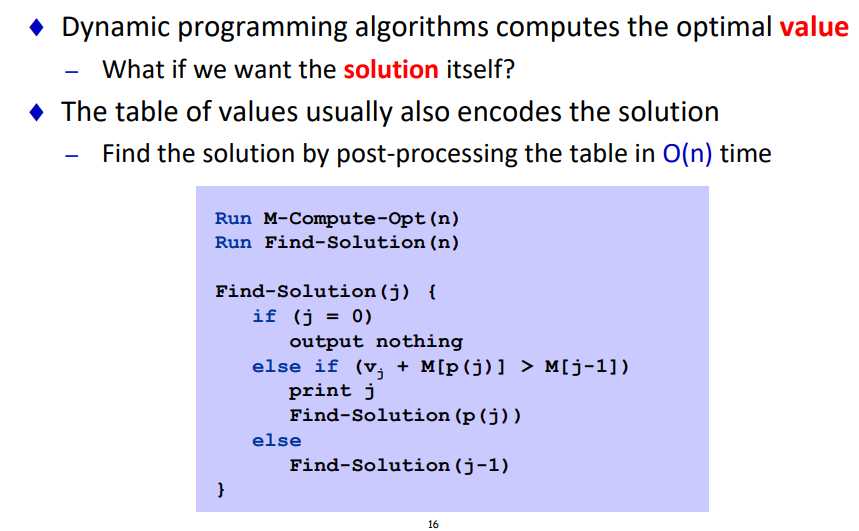 ♦ Dynamic programming algorithms computes the optimal value
– What if we want the solution itself?
♦ The table of values usually also encodes the solution
– Find the solution by post-processing the table in O(n) time
Run M-Compute-Opt(n)
Run Find-Solution(n)
Find-Solution(j) {
if (j = 0)
output nothing
else if (vj + M[p(j)] > M[j-1])
print j
Find-Solution(p(j))
else
Find-Solution(j-1)
}
16